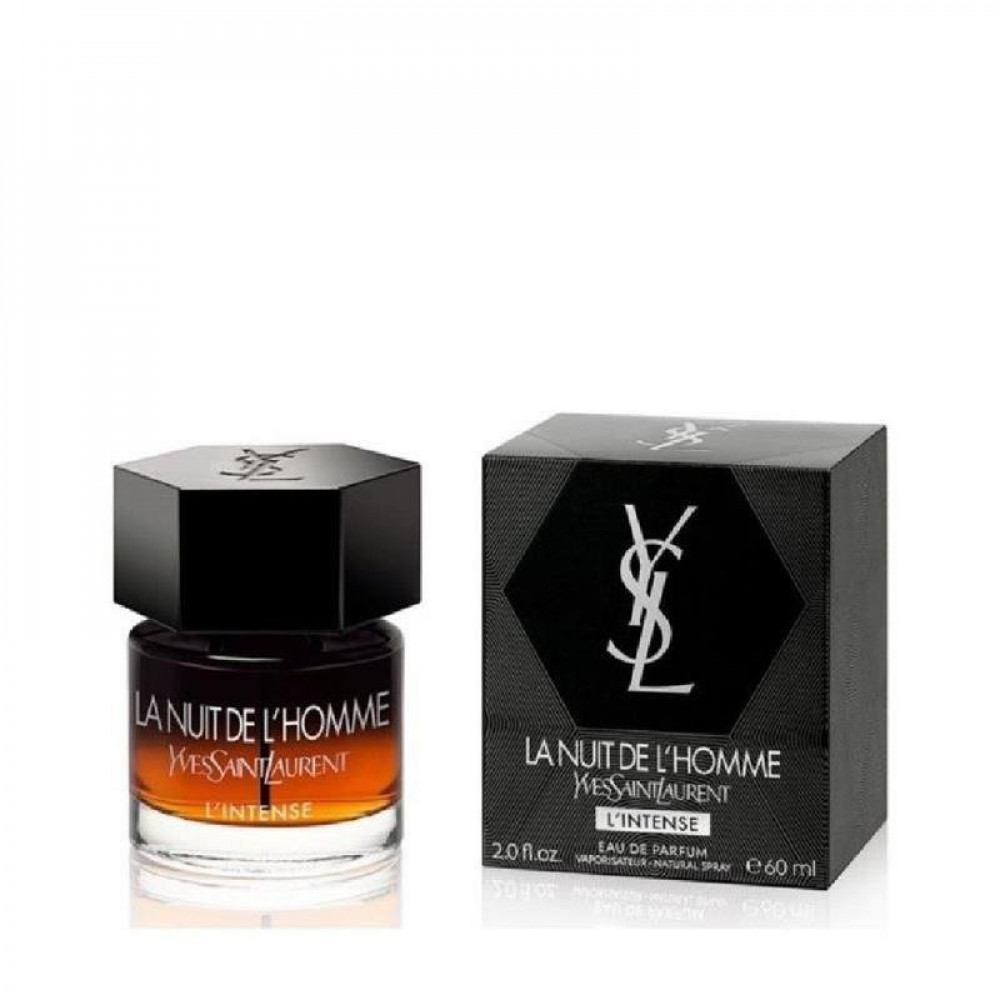 YSL
LA NUIT DE L'HOMME
YVESSAINTLAURENT
L'INTENSE
YSL
YSL
LA NUIT DE L'HOMME
YVESSAINTLAURENT
L'INTENSE
EAU DE PARFUM
VAPORISATEUR - NATURAL SPRAY
2.0 fl.oz. ℮ 60 ml